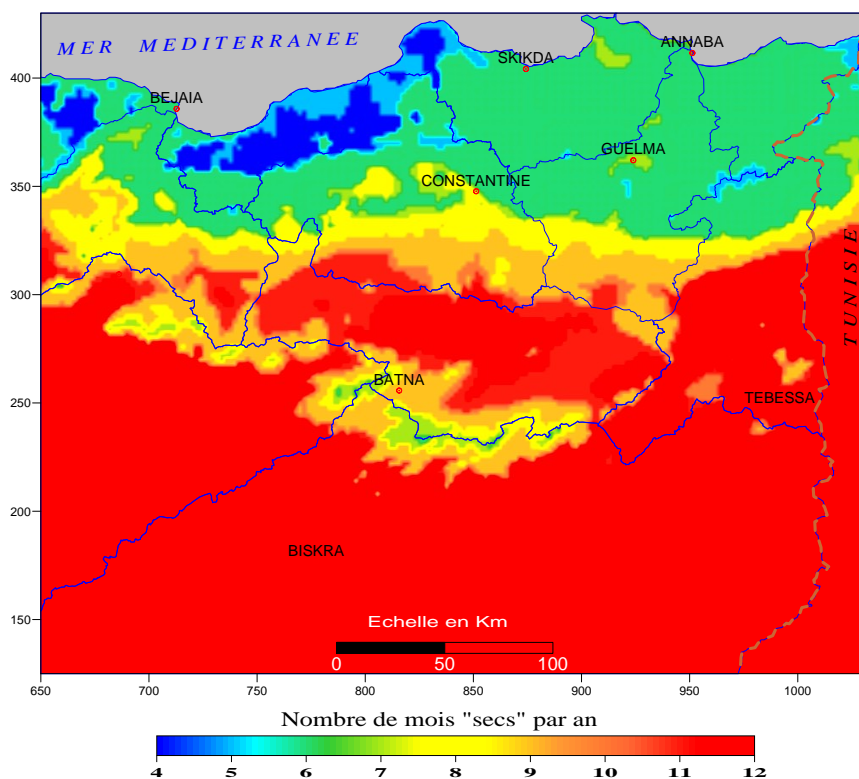 MER MEDITERRANEE
ANNABA
SKIKDA
400
BEJAIA
GUELMA
CONSTANTINE
350
TUNISIE
300
BATNA
TEBESSA
250
200
BISKRA
150
Echelle en Km
0 50 100
650 700 750 800 850 900 950 1000
Nombre de mois "secs" par an
4 5 6 7 8 9 10 11 12